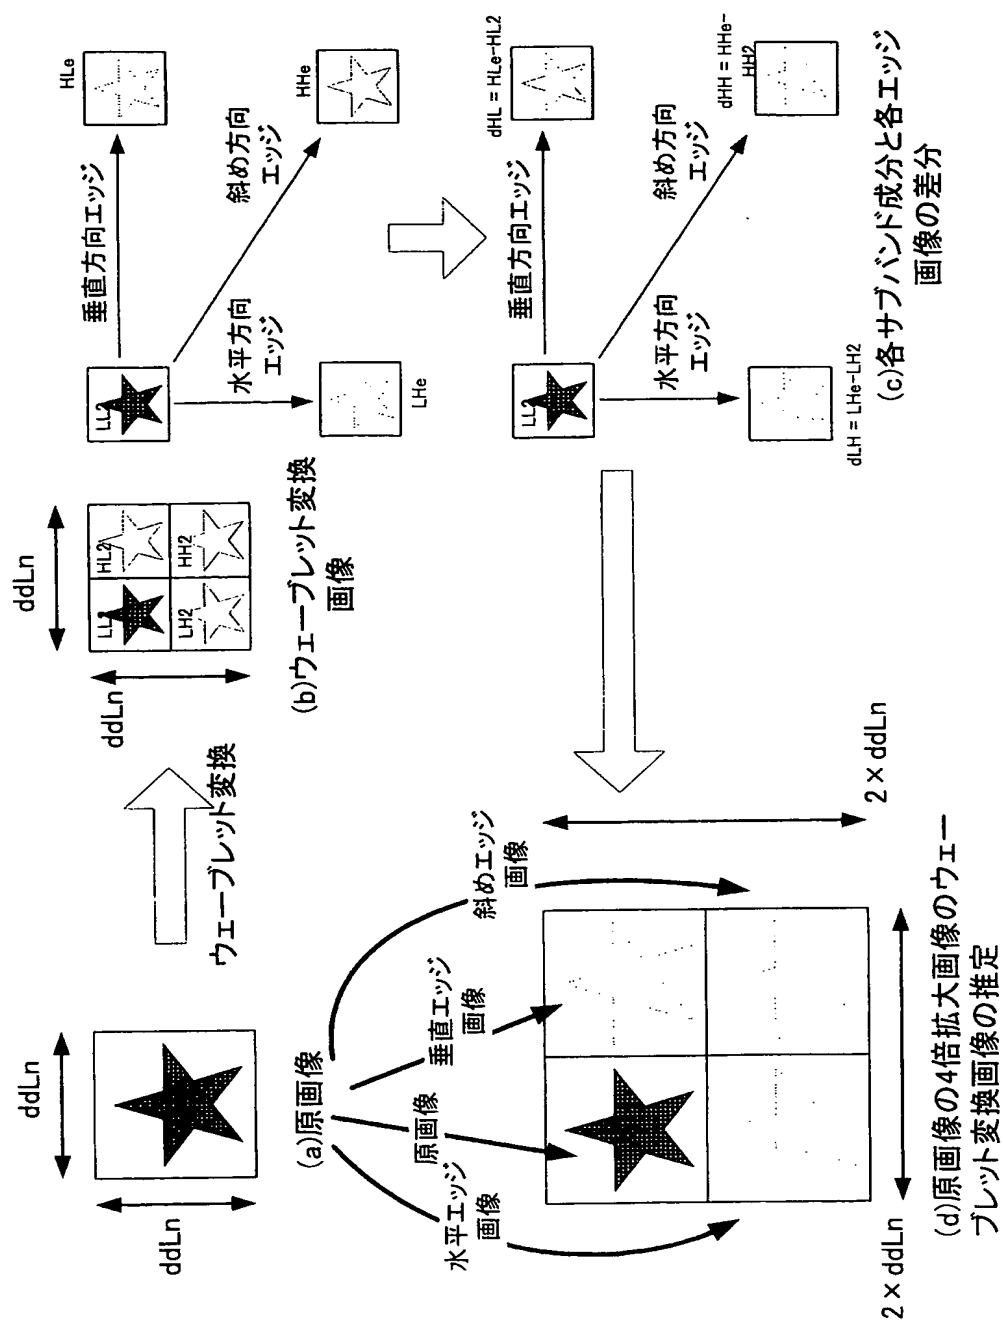 ddLn
ddLn
(a)原画像
ウェーブレット変換
ddLn
ddLn
LL2
HL2
LH2
HH2
(b)ウェーブレット変換
画像
LL2
垂直方向エッジ
HLe
斜め方向
エッジ
HHe
水平方向
エッジ
LHe
LL2
垂直方向エッジ
dHL = HLe-HL2
斜め方向
エッジ
dHH = HHe-
HH2
水平方向
エッジ
dLH = LHe-LH2
(c)各サブバンド成分と各エッジ
画像の差分
水平エッジ
画像
原画像
垂直エッジ
画像
斜めエッジ
画像
2×ddLn
2×ddLn
(d)原画像の4倍拡大画像のウェー
ブレット変換画像の推定